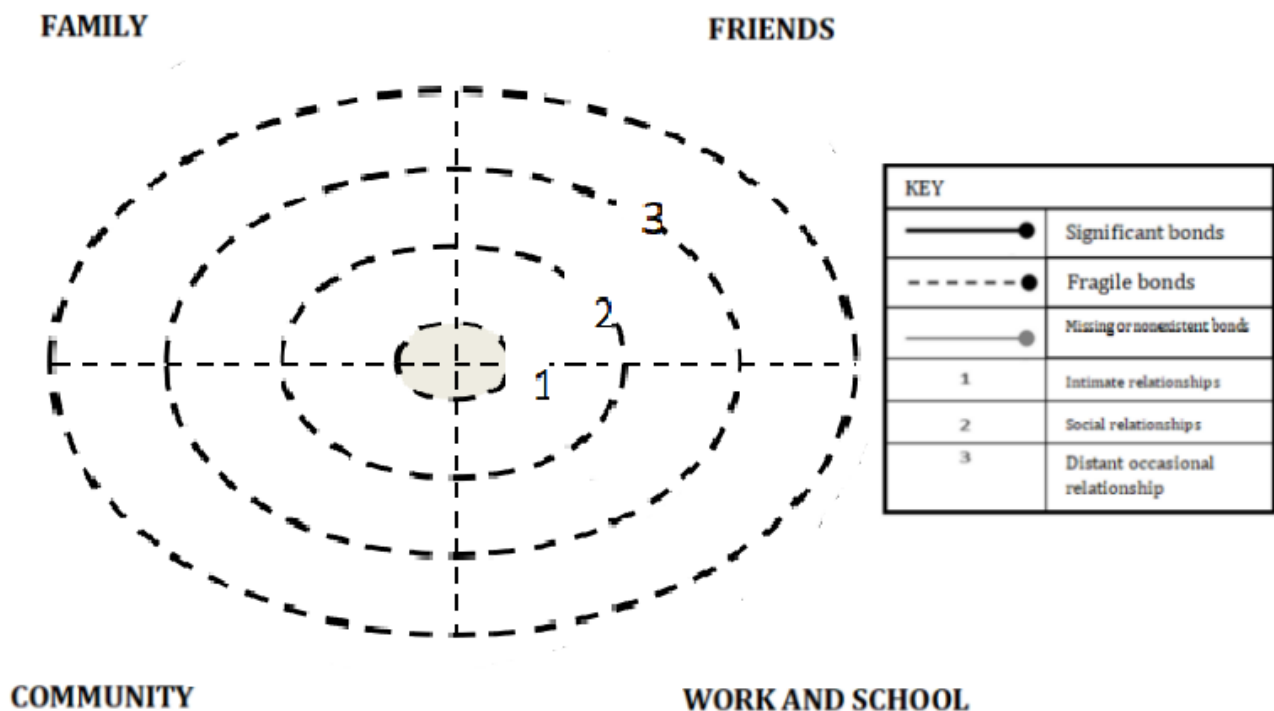 FAMILY
FRIENDS
3
2
1
KEY
Significant bonds
Fragile bonds
Missing or nonexistent bonds
1 Intimate relationships
2 Social relationships
3 Distant occasional
relationship
COMMUNITY
WORK AND SCHOOL